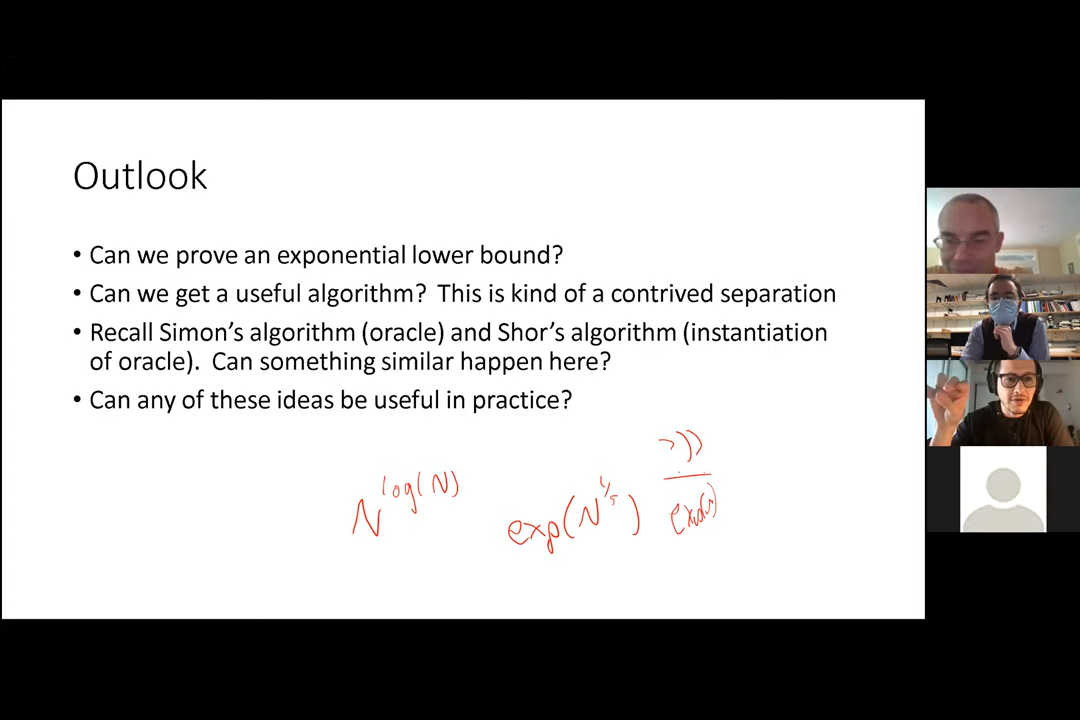 Outlook
• Can we prove an exponential lower bound?
• Can we get a useful algorithm? This is kind of a contrived separation
• Recall Simon's algorithm (oracle) and Shor's algorithm (instantiation
of oracle). Can something similar happen here?
• Can any of these ideas be useful in practice?
N^log(N)
exp(N^1/5)